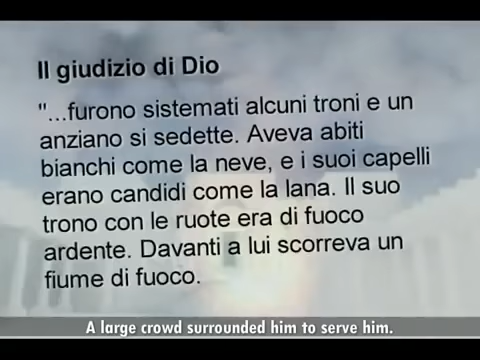 Il giudizio di Dio
"...furono sistemati alcuni troni e un
anziano si sedette. Aveva abiti
bianchi come la neve, e i suoi capelli
erano candidi come la lana. Il suo
trono con le ruote era di fuoco
ardente. Davanti a lui scorreva un
fiume di fuoco.
A large crowd surrounded him to serve him.